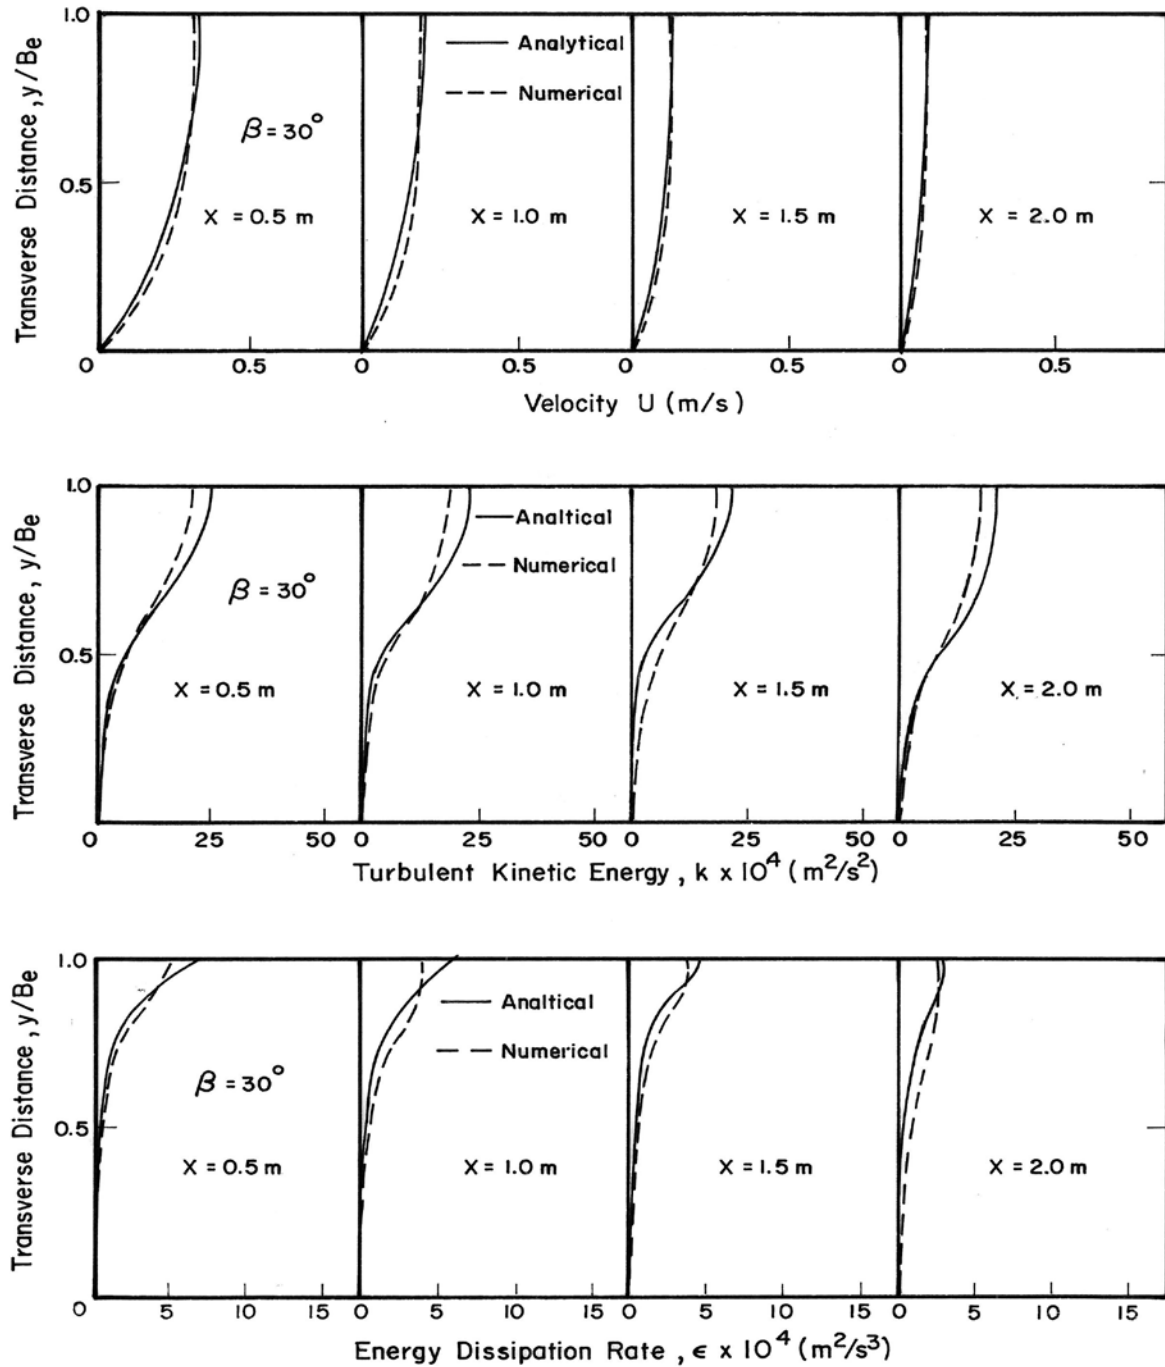 Transverse Distance, y/Be
1.0
0.5
0
Analytical
Numerical
β = 30°
X = 0.5 m
X = 1.0 m
X = 1.5 m
X = 2.0 m
0 0.5 0 0.5 0 0.5 0 0.5
Velocity U (m/s)
Transverse Distance, y/Be
1.0
0.5
Analtical
Numerical
β = 30°
X = 0.5 m
X = 1.0 m
X = 1.5 m
X = 2.0 m
0 25 50 0 25 50 0 25 50 0 25 50
Turbulent Kinetic Energy, k x 10⁴ (m²/s²)
Transverse Distance, y/Be
1.0
0.5
0
Analtical
Numerical
β = 30°
X = 0.5 m
X = 1.0 m
X = 1.5 m
X = 2.0 m
0 5 10 15 0 5 10 15 0 5 10 15 0 5 10 15
Energy Dissipation Rate, ϵ x 10⁴ (m²/s³)